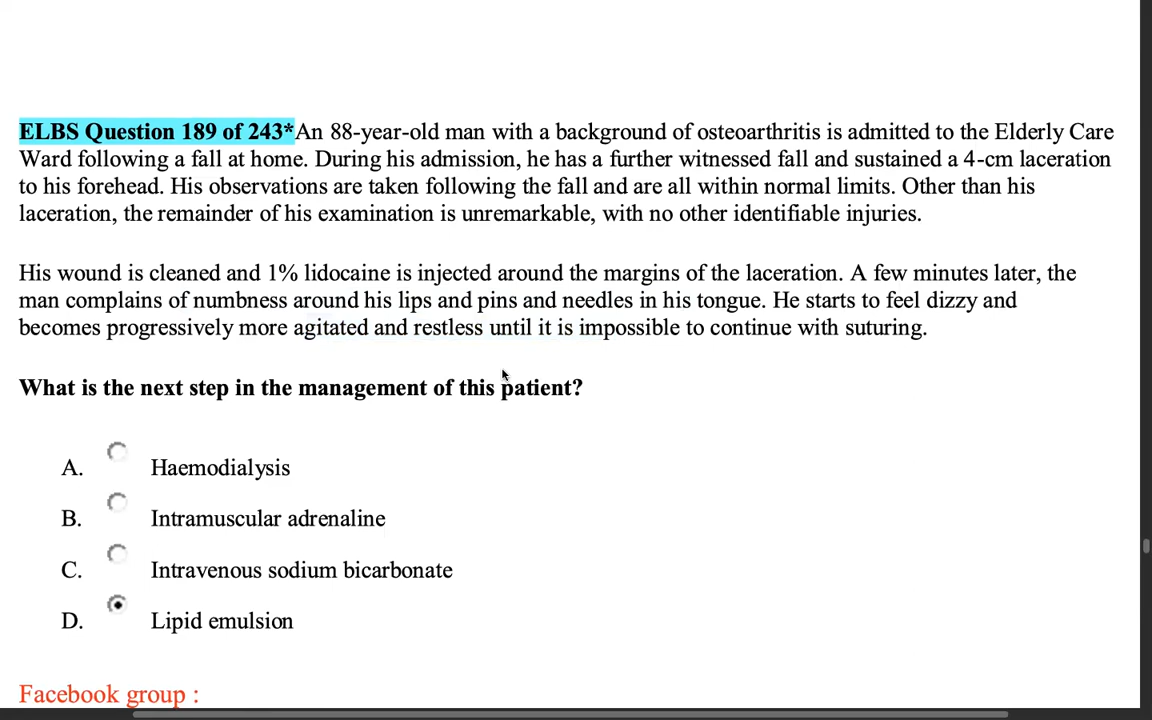 ELBS Question 189 of 243*An 88-year-old man with a background of osteoarthritis is admitted to the Elderly Care
Ward following a fall at home. During his admission, he has a further witnessed fall and sustained a 4-cm laceration
to his forehead. His observations are taken following the fall and are all within normal limits. Other than his
laceration, the remainder of his examination is unremarkable, with no other identifiable injuries.
His wound is cleaned and 1% lidocaine is injected around the margins of the laceration. A few minutes later, the
man complains of numbness around his lips and pins and needles in his tongue. He starts to feel dizzy and
becomes progressively more agitated and restless until it is impossible to continue with suturing.
What is the next step in the management of this patient?
A. Haemodialysis
B. Intramuscular adrenaline
C. Intravenous sodium bicarbonate
D. Lipid emulsion
Facebook group :